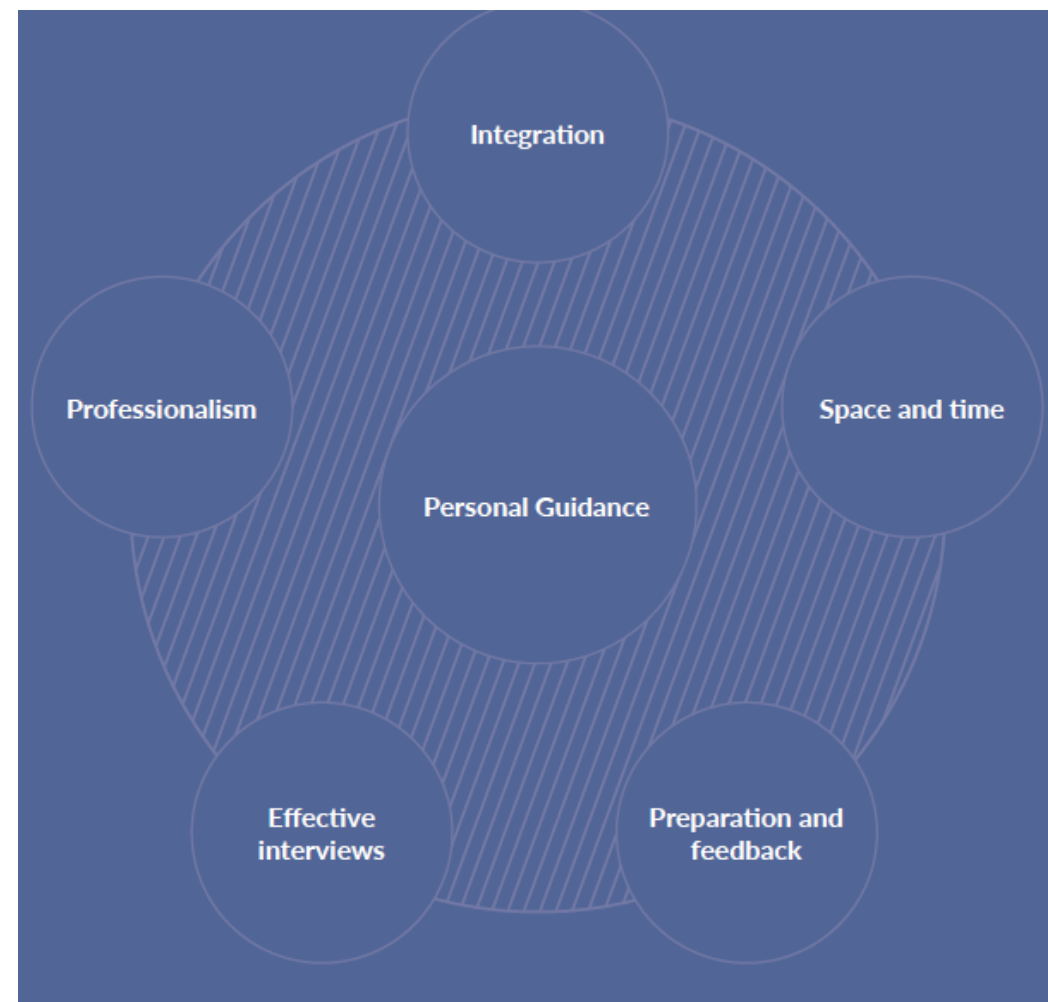 Integration
Professionalism
Space and time
Personal Guidance
Effective
interviews
Preparation and
feedback